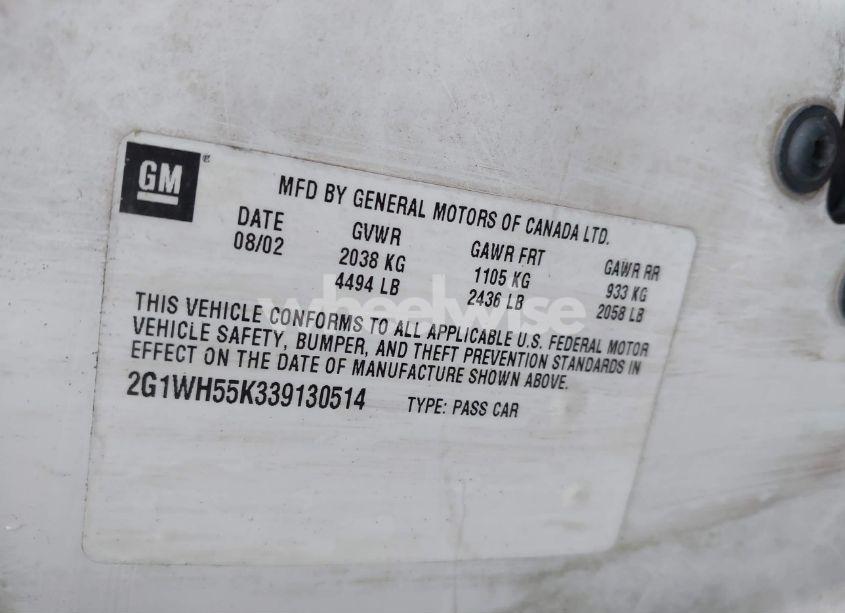 GM
MFD BY GENERAL MOTORS OF CANADA LTD.
DATE GVWR GAWR FRT GAWR RR
08/02 2038 KG 1105 KG 933 KG
4494 LB 2436 LB 2058 LB
THIS VEHICLE CONFORMS TO ALL APPLICABLE U.S. FEDERAL MOTOR
VEHICLE SAFETY, BUMPER, AND THEFT PREVENTION STANDARDS IN
EFFECT ON THE DATE OF MANUFACTURE SHOWN ABOVE.
2G1WH55K339130514 TYPE: PASS CAR
wheelwise